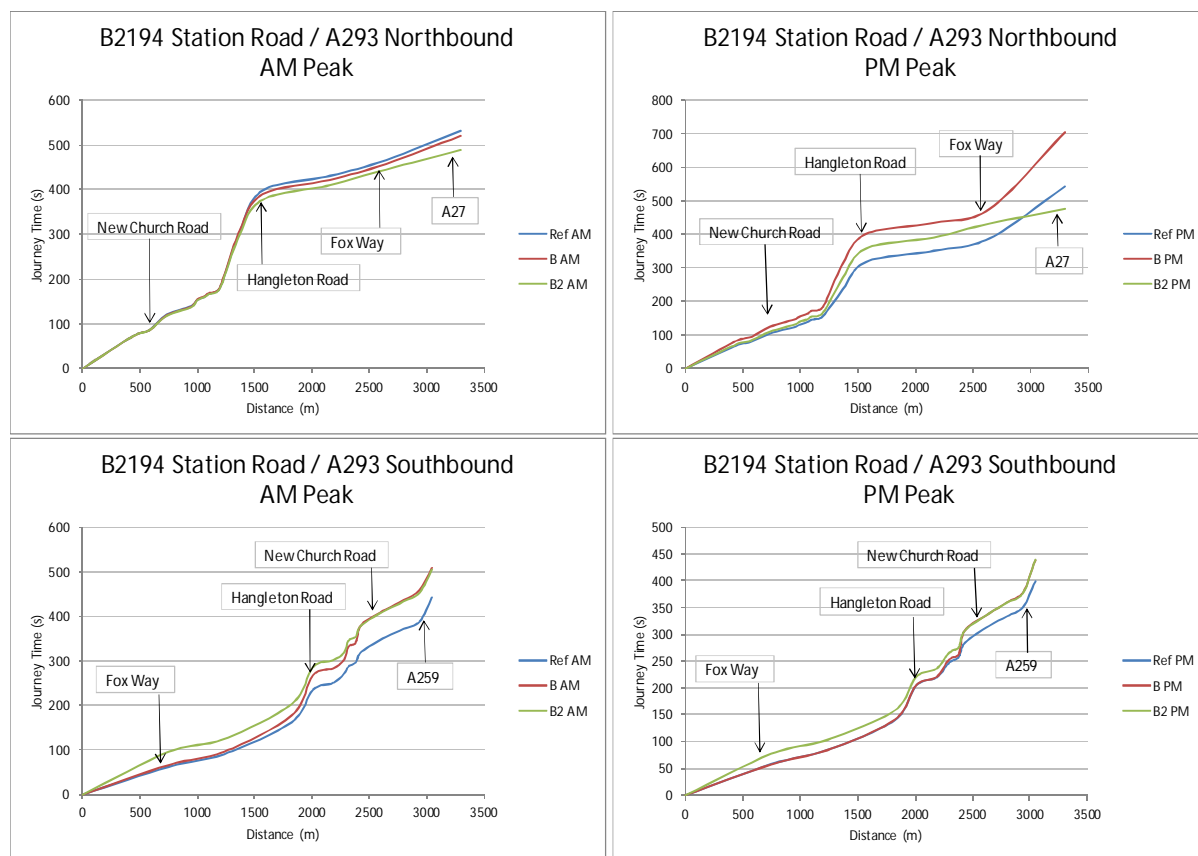 B2194 Station Road / A293 Northbound
AM Peak
600
500
400
300
200
100
0
Journey Time (s)
0 500 1000 1500 2000 2500 3000 3500
Distance (m)
New Church Road
Hangleton Road
Fox Way
A27
Ref AM
B AM
B2 AM
B2194 Station Road / A293 Northbound
PM Peak
800
700
600
500
400
300
200
100
0
Journey Time (s)
0 500 1000 1500 2000 2500 3000 3500
Distance (m)
New Church Road
Hangleton Road
Fox Way
A27
Ref PM
B PM
B2 PM
B2194 Station Road / A293 Southbound
AM Peak
600
500
400
300
200
100
0
Journey Time (s)
0 500 1000 1500 2000 2500 3000 3500
Distance (m)
Fox Way
Hangleton Road
New Church Road
A259
Ref AM
B AM
B2 AM
B2194 Station Road / A293 Southbound
PM Peak
500
450
400
350
300
250
200
150
100
50
0
Journey Time (s)
0 500 1000 1500 2000 2500 3000 3500
Distance (m)
Fox Way
Hangleton Road
New Church Road
A259
Ref PM
B PM
B2 PM